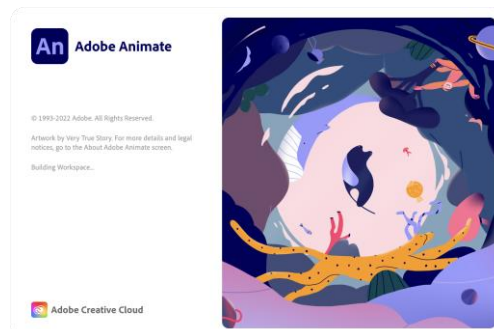 An Adobe Animate
© 1993-2022 Adobe. All Rights Reserved.
Artwork by Very True Story. For more details and legal
notices, go to the About Adobe Animate screen.
Building Workspace...
Adobe Creative Cloud